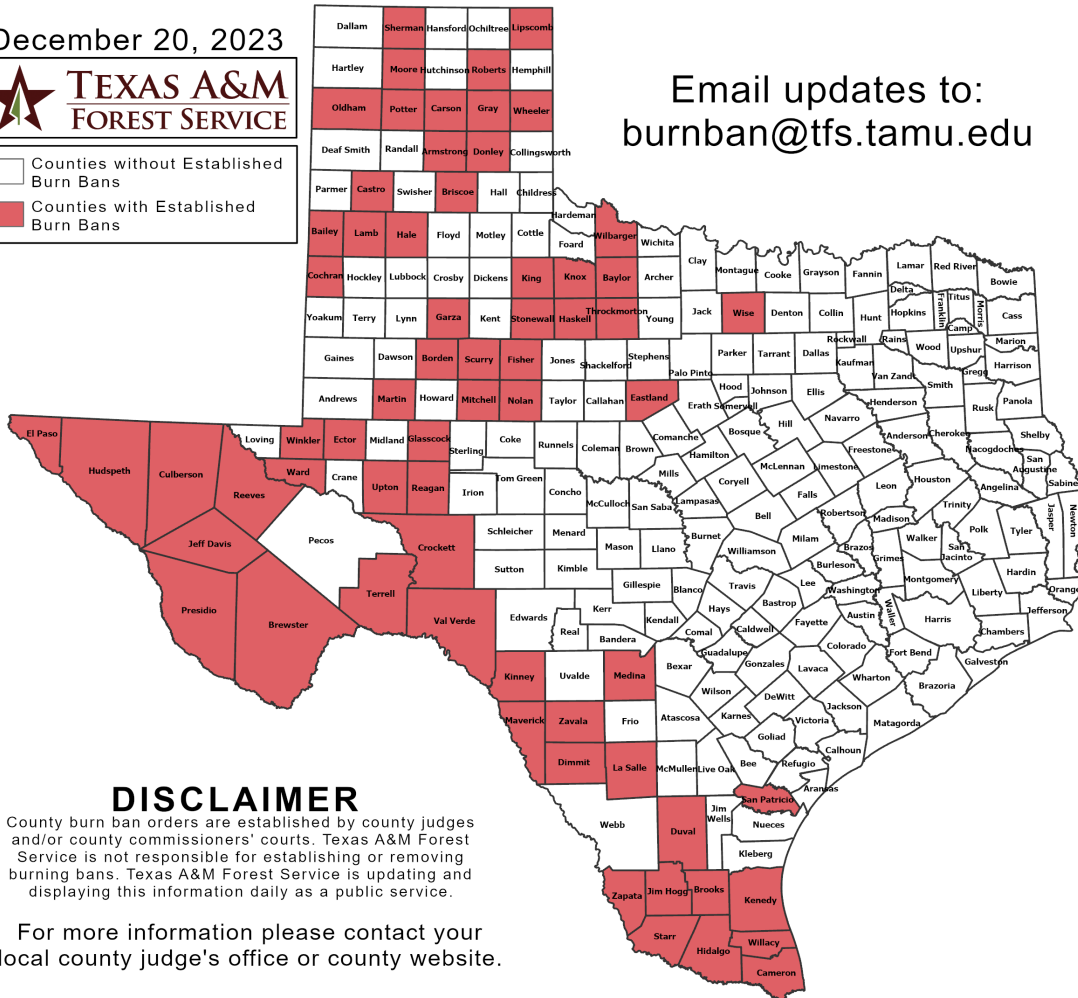 December 20, 2023
TEXAS A&M
FOREST SERVICE
Counties without Established
Burn Bans
Counties with Established
Burn Bans
Email updates to:
burnban@tfs.tamu.edu
Dallam Sherman Hansford Ochiltree Lipscomb
Hartley Moore Hutchinson Roberts Hemphill
Oldham Potter Carson Gray Wheeler
Deaf Smith Randall Armstrong Donley Collingsworth
Parmer Castro Swisher Briscoe Hall Childress
Hardeman
Bailey Lamb Hale Floyd Motley Cottle Foard Wilbarger Wichita
Clay Montague Cooke Grayson Fannin Lamar Red River Bowie
Cochran Hockley Lubbock Crosby Dickens King Knox Baylor Archer
Delta Franklin Titus Morris Cass
Yoakum Terry Lynn Garza Kent Stonewall Haskell Throckmorton Young Jack Wise Denton Collin Hunt Hopkins Camp
Rockwall Rains Wood Upshur Marion
Gaines Dawson Borden Scurry Fisher Jones Shackelford Stephens Palo Pinto Parker Tarrant Dallas Kaufman Van Zandt Gregg Harrison
Smith
Andrews Martin Howard Mitchell Nolan Taylor Callahan Eastland Erath Hood Somervell Johnson Ellis Henderson Rusk Panola
El Paso Loving Winkler Ector Midland Glasscock Sterling Coke Runnels Coleman Brown Comanche Bosque Hill Navarro Anderson Cherokee Shelby
Hudspeth Culberson Reeves Ward Crane Upton Reagan Irion Tom Green Concho McCulloch San Saba Mills Hamilton Coryell McLennan Limestone Freestone Leon Houston Nacogdoches San Augustine Sabine
Angelina
Lampasas Falls Robertson Madison Trinity Polk Tyler Jasper Newton
Jeff Davis Pecos Crockett Schleicher Menard Mason Llano Burnet Bell Milam Brazos Grimes Walker San Jacinto
Sutton Kimble Williamson Burleson Montgomery Liberty Hardin
Presidio Brewster Terrell Val Verde Edwards Kerr Gillespie Blanco Travis Lee Washington Orange
Real Bandera Kendall Hays Bastrop Fayette Austin Waller Harris Chambers Jefferson
Comal Caldwell Colorado Fort Bend Galveston
Kinney Uvalde Medina Bexar Guadalupe Gonzales Lavaca Wharton Brazoria
Maverick Zavala Frio Atascosa Wilson Karnes DeWitt Victoria Jackson Matagorda
Goliad Calhoun
Dimmit La Salle McMullen Live Oak Bee Refugio Aransas
Webb Duval Jim Wells San Patricio
Nueces
Kleberg
Zapata Jim Hogg Brooks Kenedy
Starr Hidalgo Willacy
Cameron
DISCLAIMER
County burn ban orders are established by county judges
and/or county commissioners' courts. Texas A&M Forest
Service is not responsible for establishing or removing
burning bans. Texas A&M Forest Service is updating and
displaying this information daily as a public service.
For more information please contact your
local county judge's office or county website.